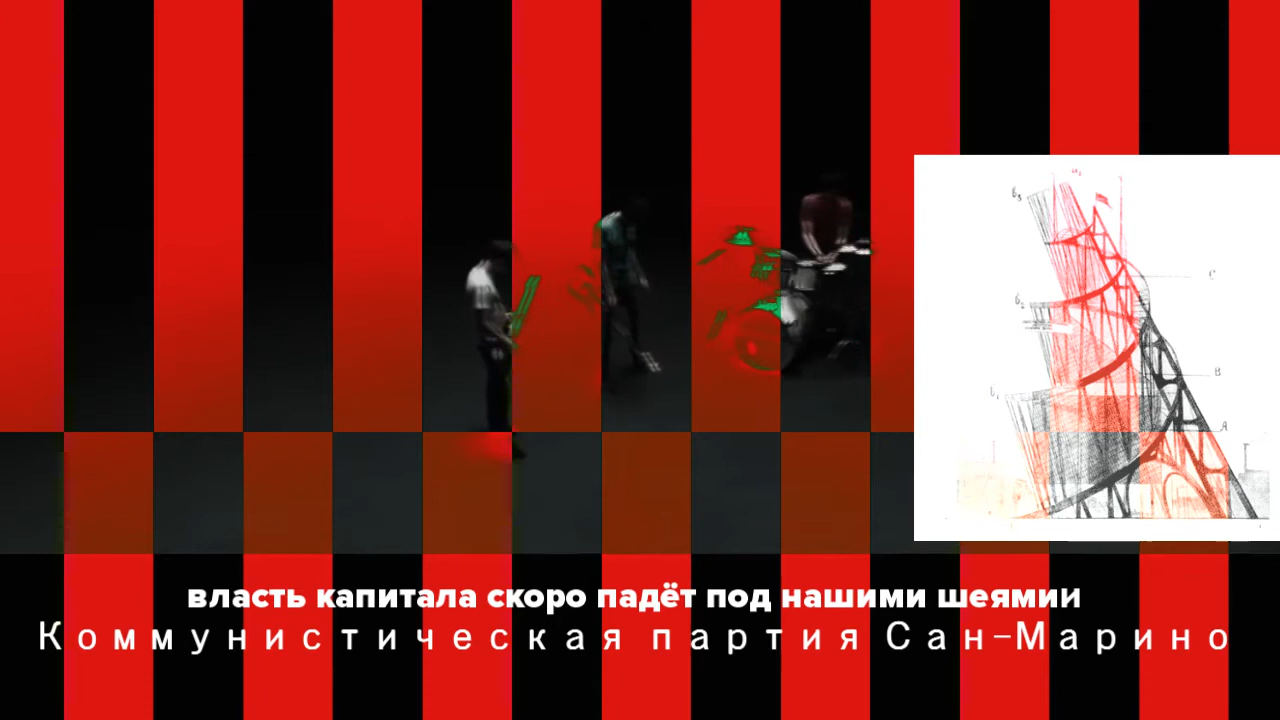 C
B
A
власть капитала скоро падёт под нашими шеямии
Коммунистическая партия Сан-Марино